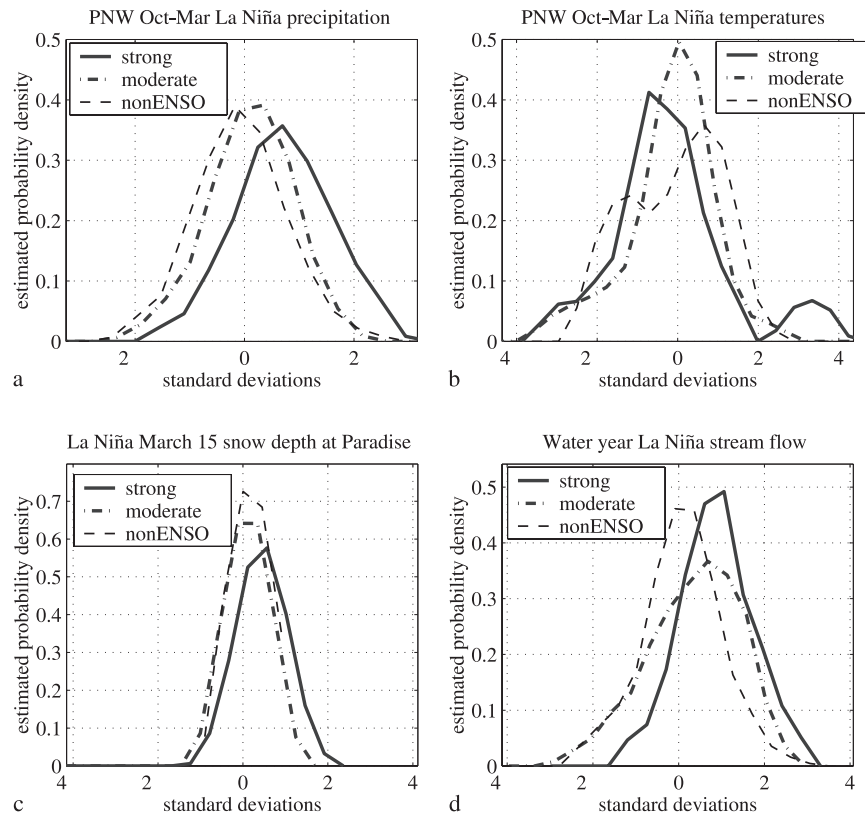 PNW Oct-Mar La Niña precipitation
0.5
0.4
0.3
0.2
0.1
0
estimated probability density
strong
moderate
nonENSO
2 0 2
standard deviations
a
PNW Oct-Mar La Niña temperatures
0.5
0.4
0.3
0.2
0.1
0
estimated probability density
strong
moderate
nonENSO
4 2 0 2 4
standard deviations
b
La Niña March 15 snow depth at Paradise
0.7
0.6
0.5
0.4
0.3
0.2
0.1
0
estimated probability density
strong
moderate
nonENSO
4 2 0 2 4
standard deviations
c
Water year La Niña stream flow
0.5
0.4
0.3
0.2
0.1
0
estimated probability density
strong
moderate
nonENSO
4 2 0 2 4
standard deviations
d